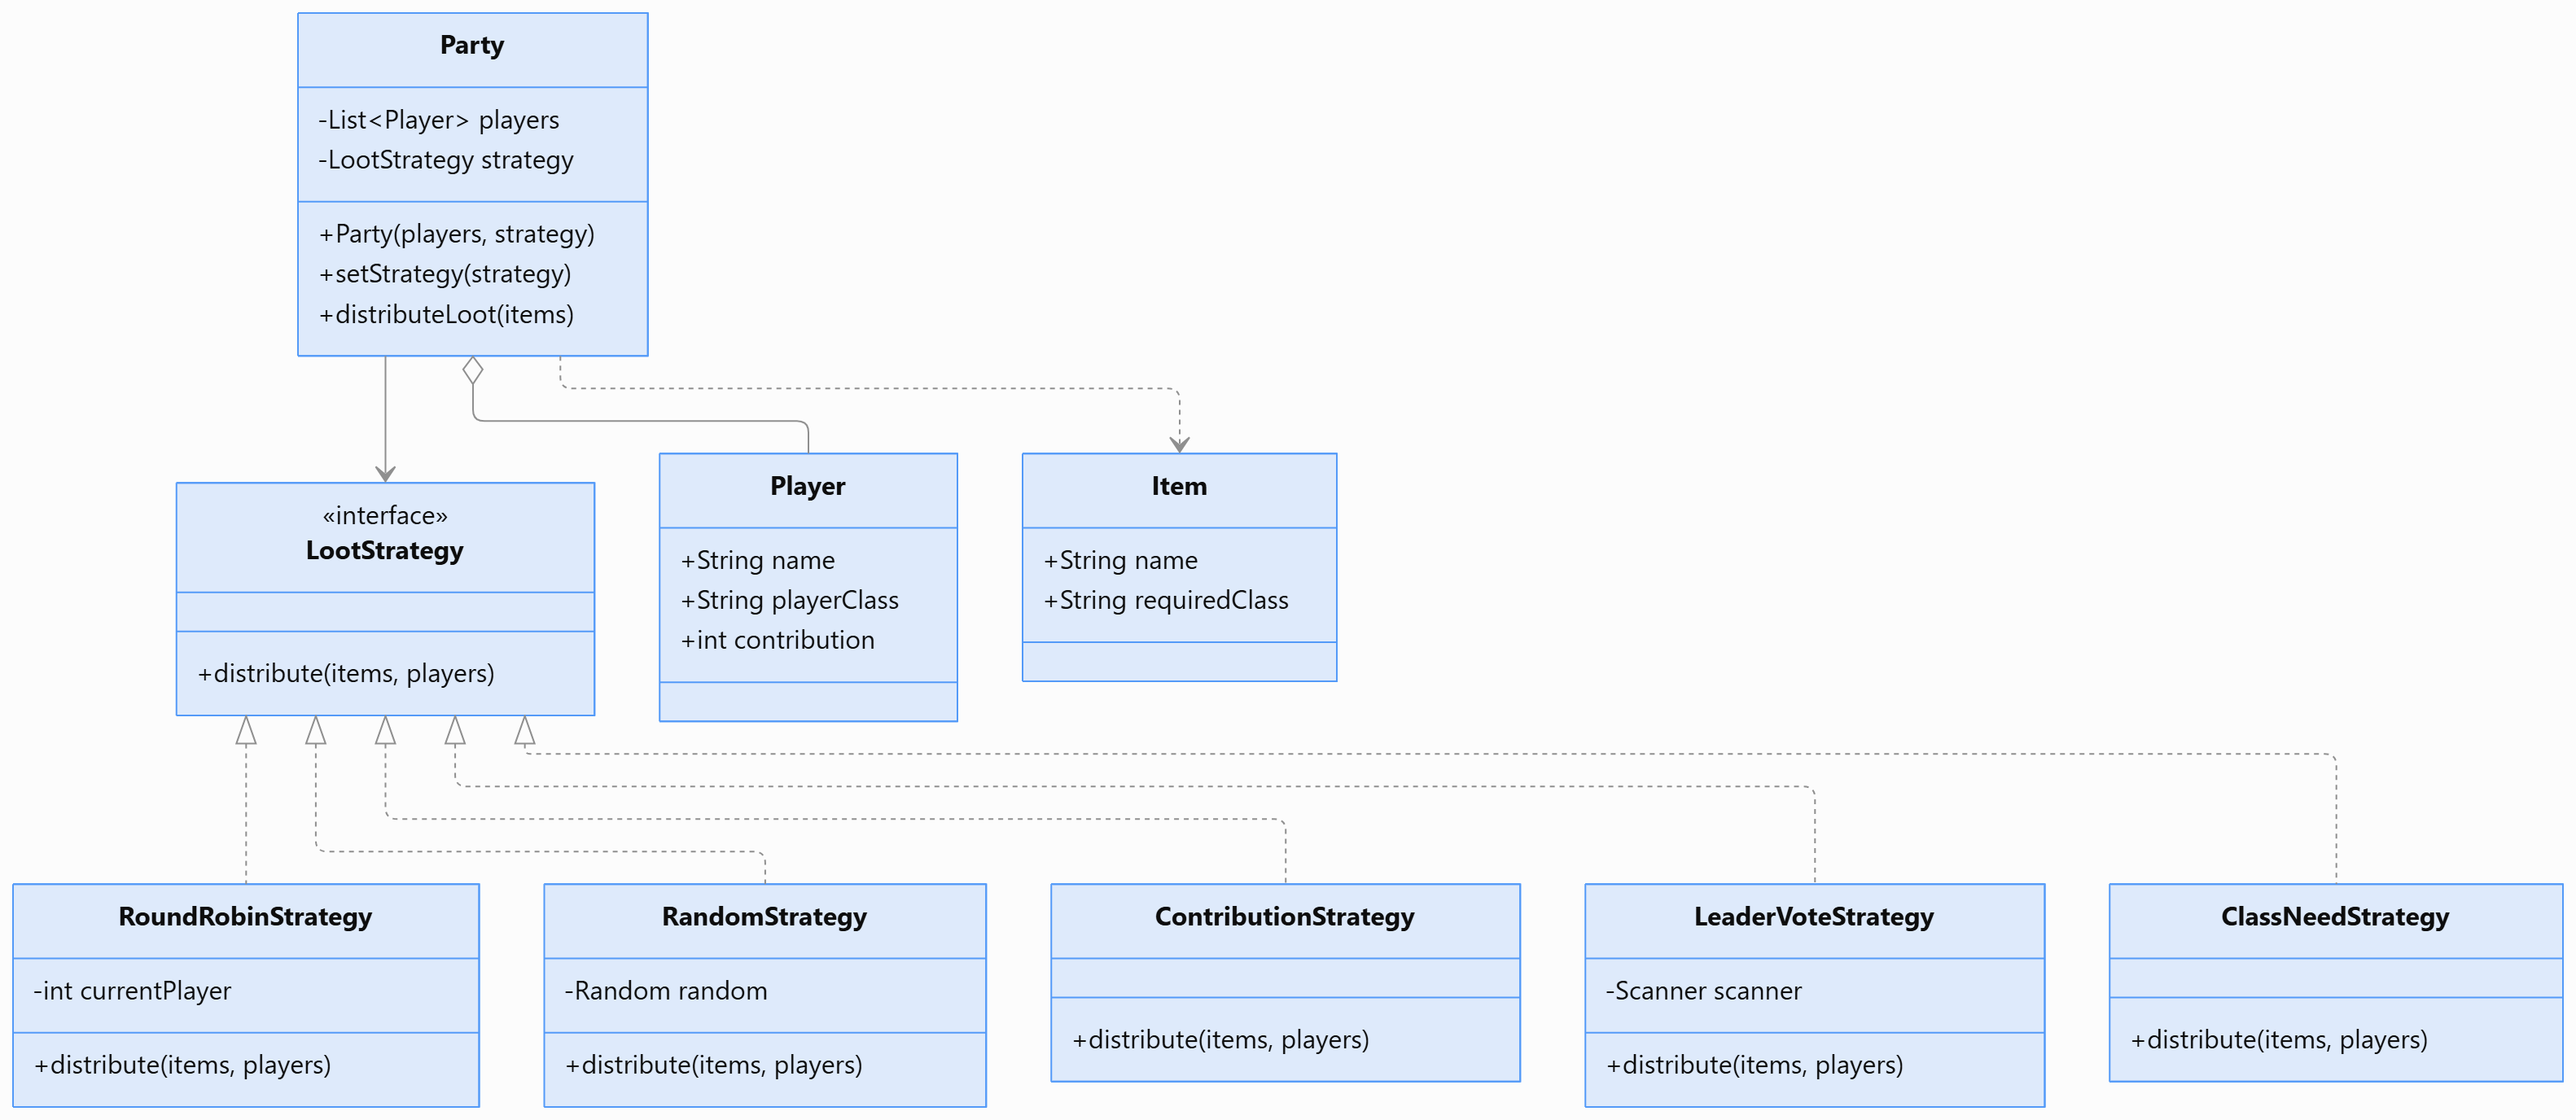 Party
-List<Player> players
-LootStrategy strategy
+Party(players, strategy)
+setStrategy(strategy)
+distributeLoot(items)
«interface»
LootStrategy
+distribute(items, players)
Player
+String name
+String playerClass
+int contribution
Item
+String name
+String requiredClass
RoundRobinStrategy
-int currentPlayer
+distribute(items, players)
RandomStrategy
-Random random
+distribute(items, players)
ContributionStrategy
+distribute(items, players)
LeaderVoteStrategy
-Scanner scanner
+distribute(items, players)
ClassNeedStrategy
+distribute(items, players)